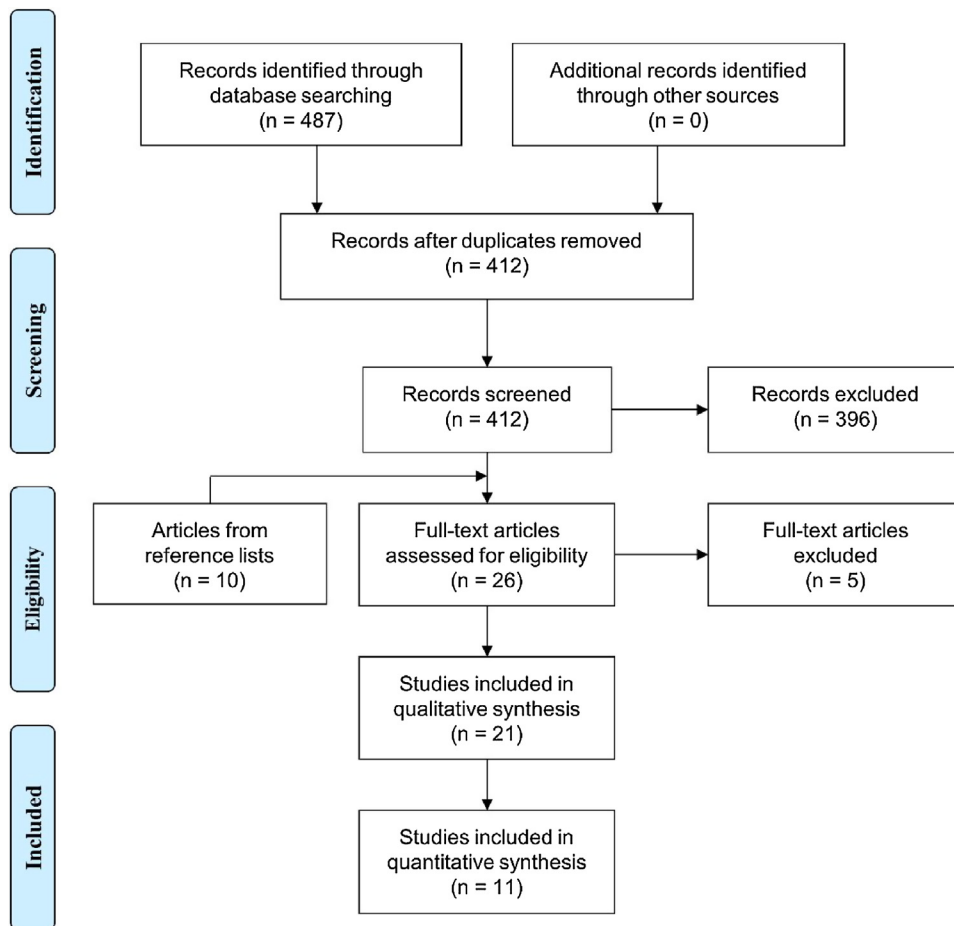 Identification
Records identified through
database searching
(n = 487)
Additional records identified
through other sources
(n = 0)
Records after duplicates removed
(n = 412)
Screening
Records screened
(n = 412)
Records excluded
(n = 396)
Eligibility
Articles from
reference lists
(n = 10)
Full-text articles
assessed for eligibility
(n = 26)
Full-text articles
excluded
(n = 5)
Studies included in
qualitative synthesis
(n = 21)
Included
Studies included in
quantitative synthesis
(n = 11)